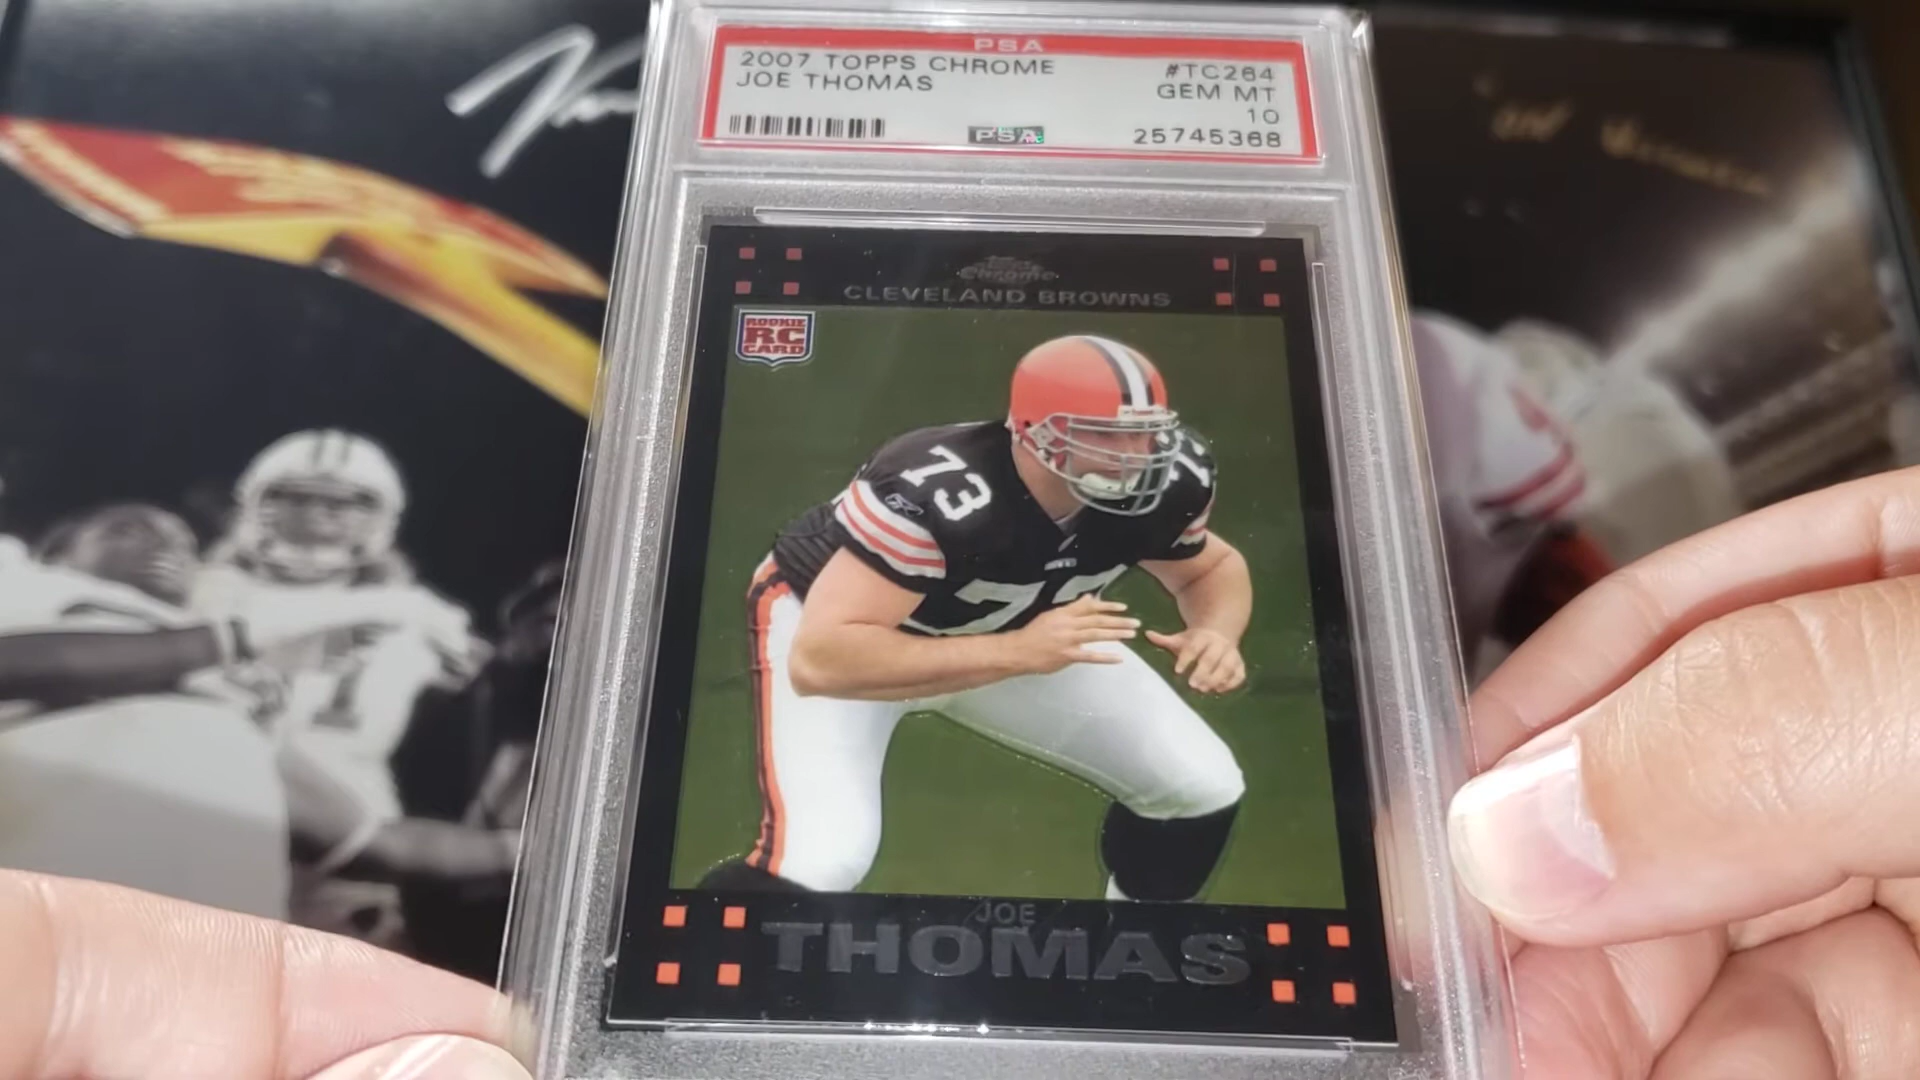 PSA
2007 TOPPS CHROME #TC264
JOE THOMAS GEM MT
10
PSA 25745368
Chrome
CLEVELAND BROWNS
ROOKIE
RC
CARD
73
73
JOE
THOMAS